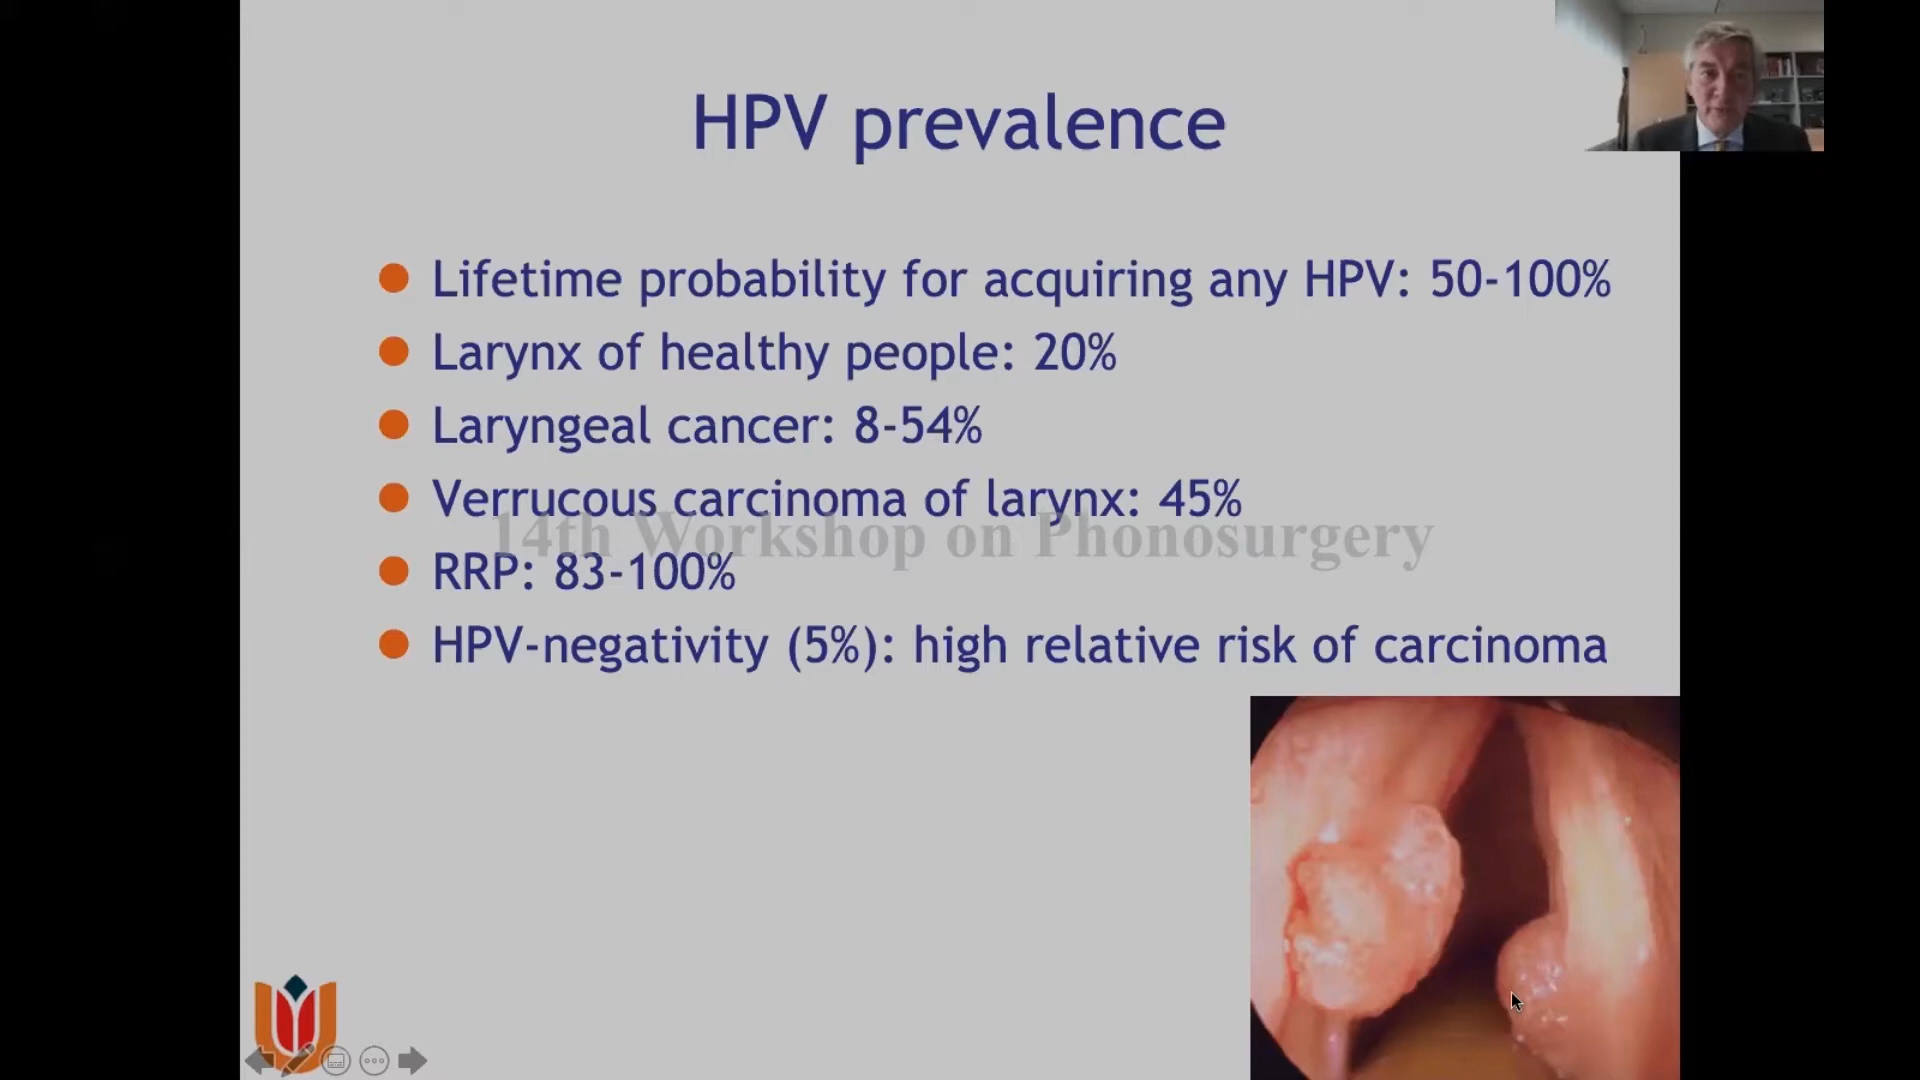 HPV prevalence
Lifetime probability for acquiring any HPV: 50-100%
Larynx of healthy people: 20%
Laryngeal cancer: 8-54%
Verrucous carcinoma of larynx: 45%
14th Workshop on Phonosurgery
RRP: 83-100%
HPV-negativity (5%): high relative risk of carcinoma